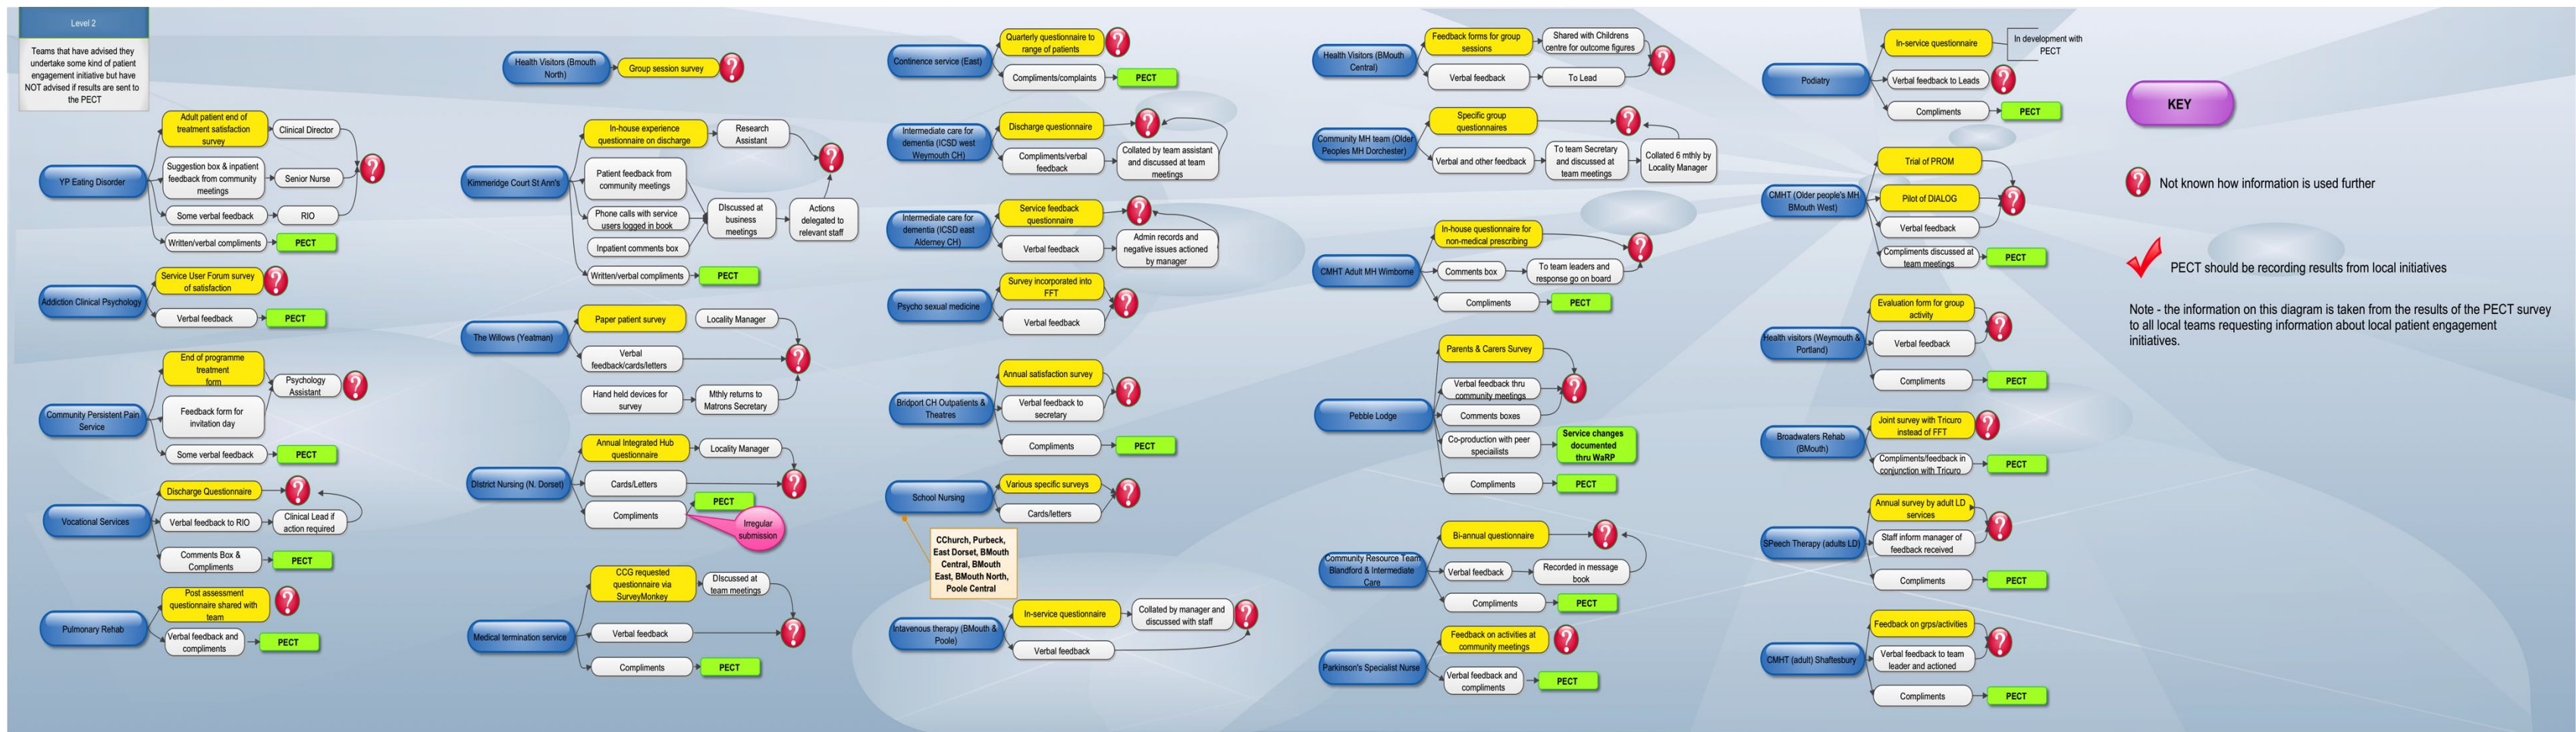 Level 2
Teams that have advised they
undertake some kind of patient
engagement initiative but have
NOT advised if results are sent to
the PECT
YP Eating Disorder
Adult patient end of
treatment satisfaction
survey
Clinical Director
Suggestion box & inpatient
feedback from community
meetings
Senior Nurse
Some verbal feedback
RIO
Written/verbal compliments
PECT
Addiction Clinical Psychology
Service User Forum survey
of satisfaction
Verbal feedback
PECT
Community Persistent Pain
Service
End of programme
treatment
form
Psychology
Assistant
Feedback form for
invitation day
Some verbal feedback
PECT
Vocational Services
Discharge Questionnaire
Verbal feedback to RIO
Clinical Lead if
action required
Comments Box &
Compliments
PECT
Pulmonary Rehab
Post assessment
questionnaire shared with
team
Verbal feedback and
compliments
PECT
Health Visitors (Bmouth
North)
Group session survey
Kimmeridge Court St Ann's
In-house experience
questionnaire on discharge
Research
Assistant
Patient feedback from
community meetings
Phone calls with service
users logged in book
Inpatient comments box
DIscussed at
business
meetings
Actions
delegated to
relevant staff
Written/verbal compliments
PECT
The Willows (Yeatman)
Paper patient survey
Locality Manager
Verbal
feedback/cards/letters
Hand held devices for
survey
Mthly returns to
Matrons Secretary
DIstrict Nursing (N. Dorset)
Annual Integrated Hub
questionnaire
Locality Manager
Cards/Letters
Compliments
PECT
Irregular
submission
Medical termination service
CCG requested
questionnaire via
SurveyMonkey
DIscussed at
team meetings
Verbal feedback
Compliments
PECT
Continence service (East)
Quarterly questionnaire to
range of patients
Compliments/complaints
PECT
Intermediate care for
dementia (ICSD west
Weymouth CH)
Discharge questionnaire
Compliments/verbal
feedback
Collated by team assistant
and discussed at team
meetings
Intermediate care for
dementia (ICSD east
Alderney CH)
Service feedback
questionnaire
Verbal feedback
Admin records and
negative issues actioned
by manager
Psycho sexual medicine
Survey incorporated into
FFT
Verbal feedback
Bridport CH Outpatients &
Theatres
Annual satisfaction survey
Verbal feedback to
secretary
Compliments
PECT
School Nursing
Various specific surveys
Cards/letters
CChurch, Purbeck,
East Dorset, BMouth
Central, BMouth
East, BMouth North,
Poole Central
Intavenous therapy (BMouth &
Poole)
In-service questionnaire
Collated by manager and
discussed with staff
Verbal feedback
Health Visitors (BMouth
Central)
Feedback forms for group
sessions
Shared with Childrens
centre for outcome figures
Verbal feedback
To Lead
Community MH team (Older
Peoples MH Dorchester)
Specific group
questionnaires
Verbal and other feedback
To team Secretary
and discussed at
team meetings
Collated 6 mthly by
Locality Manager
CMHT Adult MH Wimborne
In-house questionnaire for
non-medical prescribing
Comments box
To team leaders and
response go on board
Compliments
PECT
Pebble Lodge
Parents & Carers Survey
Verbal feedback thru
community meetings
Comments boxes
Co-production with peer
speciailists
Service changes
documented
thru WaRP
Compliments
PECT
Community Resource Team
Blandford & Intermediate
Care
Bi-annual questionnaire
Verbal feedback
Recorded in message
book
Compliments
PECT
Parkinson's Specialist Nurse
Feedback on activities at
community meetings
Verbal feedback and
compliments
PECT
Podiatry
In-service questionnaire
In development with
PECT
Verbal feedback to Leads
Compliments
PECT
CMHT (Older people's MH
BMouth West)
Trial of PROM
Pilot of DIALOG
Verbal feedback
Compliments discussed at
team meetings
PECT
Health visitors (Weymouth &
Portland)
Evaluation form for group
activity
Verbal feedback
Compliments
PECT
Broadwaters Rehab
(BMouth)
Joint survey with Tricuro
instead of FFT
Compliments/feedback in
conjunction with Tricuro
PECT
SPeech Therapy (adults LD)
Annual survey by adult LD
services
Staff inform manager of
feedback received
Compliments
PECT
CMHT (adult) Shaftesbury
Feedback on grps/activities
Verbal feedback to team
leader and actioned
Compliments
PECT
KEY
Not known how information is used further
PECT should be recording results from local initiatives
Note - the information on this diagram is taken from the results of the PECT survey
to all local teams requesting information about local patient engagement
initiatives.